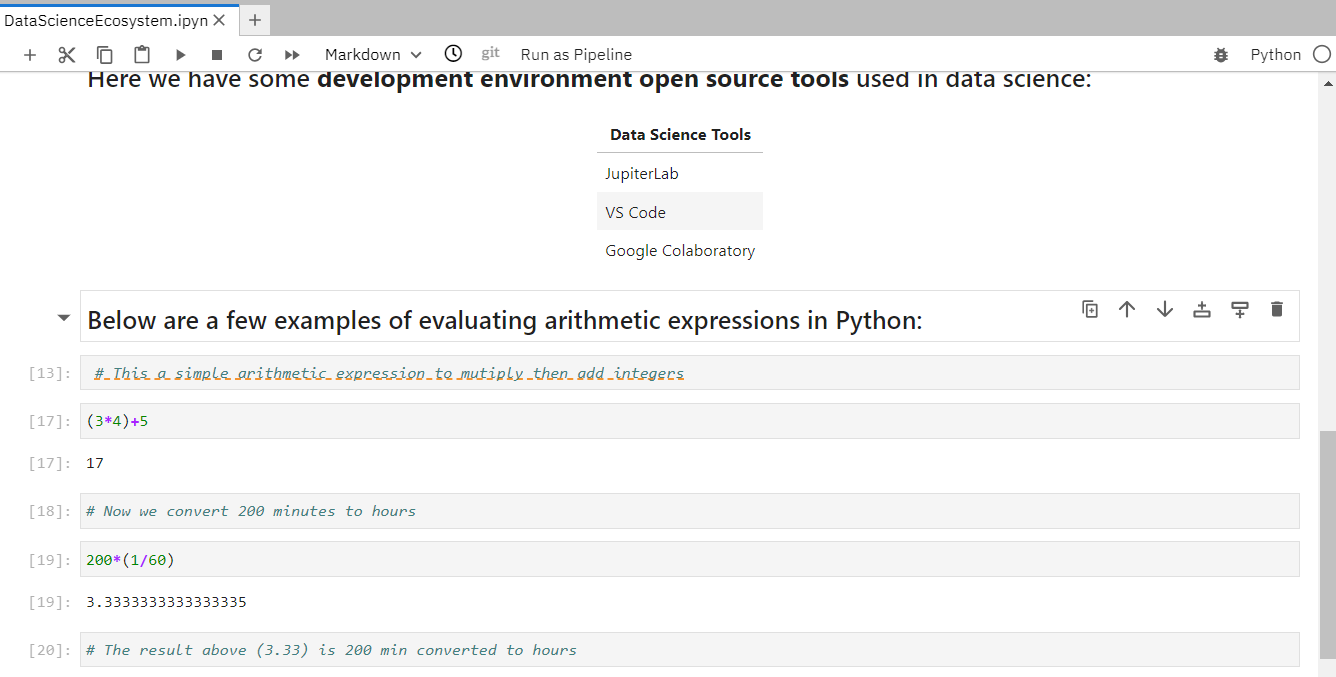 DataScienceEcosystem.ipyn
Markdown git Run as Pipeline Python
Here we have some development environment open source tools used in data science:
Data Science Tools
JupiterLab
VS Code
Google Colaboratory
Below are a few examples of evaluating arithmetic expressions in Python:
[13]: # This a simple arithmetic expression to mutiply then add integers
[17]: (3*4)+5
[17]: 17
[18]: # Now we convert 200 minutes to hours
[19]: 200*(1/60)
[19]: 3.3333333333333335
[20]: # The result above (3.33) is 200 min converted to hours